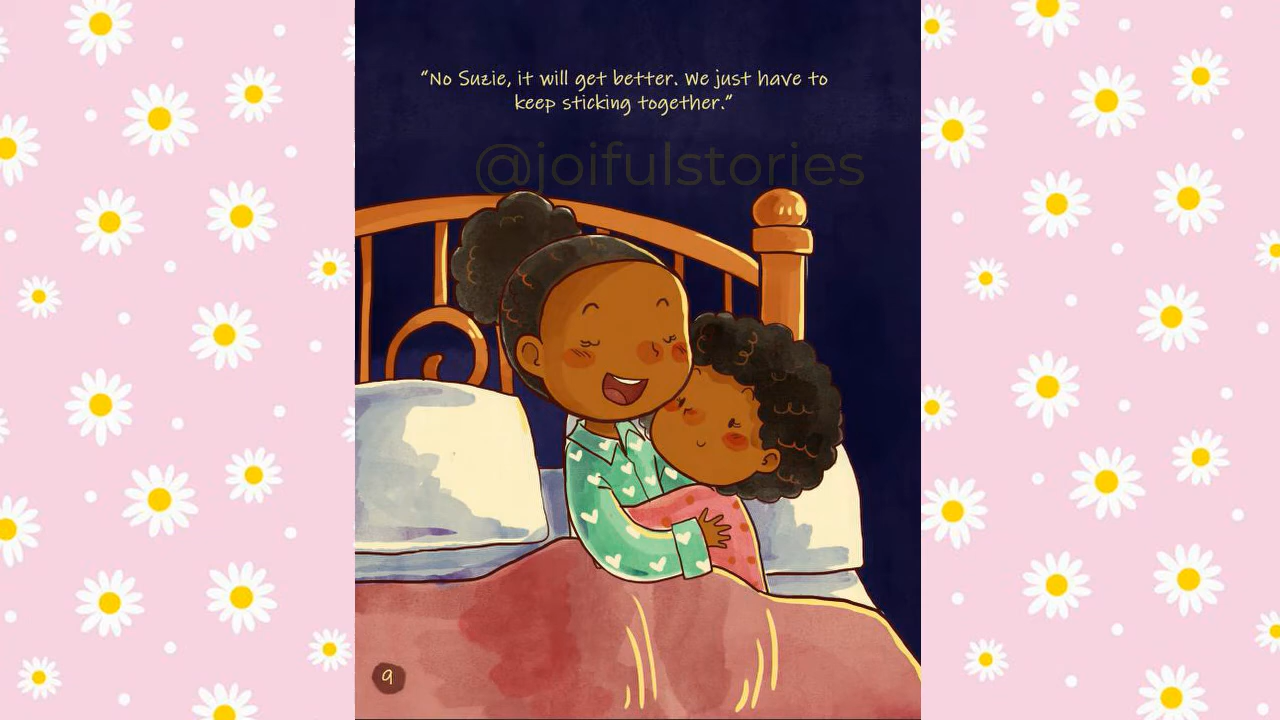 “No Suzie, it will get better. We just have to
keep sticking together.”
@joifulstories
9